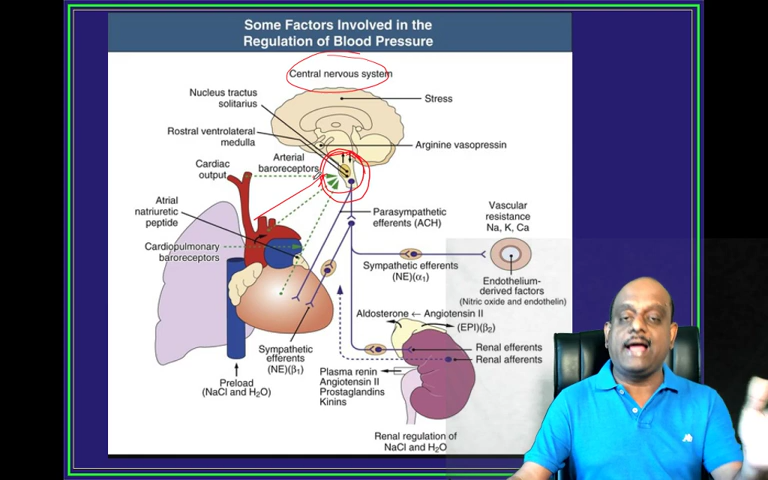 Some Factors Involved in the
Regulation of Blood Pressure
Central nervous system
Nucleus tractus
solitarius
Stress
Rostral ventrolateral
medulla
Arginine vasopressin
Arterial
baroreceptors
Cardiac
output
Atrial
natriuretic
peptide
Parasympathetic
efferents (ACH)
Vascular
resistance
Na, K, Ca
Cardiopulmonary
baroreceptors
Sympathetic efferents
(NE)(α1)
Endothelium-
derived factors
(Nitric oxide and endothelin)
Aldosterone ← Angiotensin II
(EPI)(β2)
Sympathetic
efferents
(NE)(β1)
Renal efferents
Renal afferents
Preload
(NaCl and H2O)
Plasma renin
Angiotensin II
Prostaglandins
Kinins
Renal regulation of
NaCl and H2O